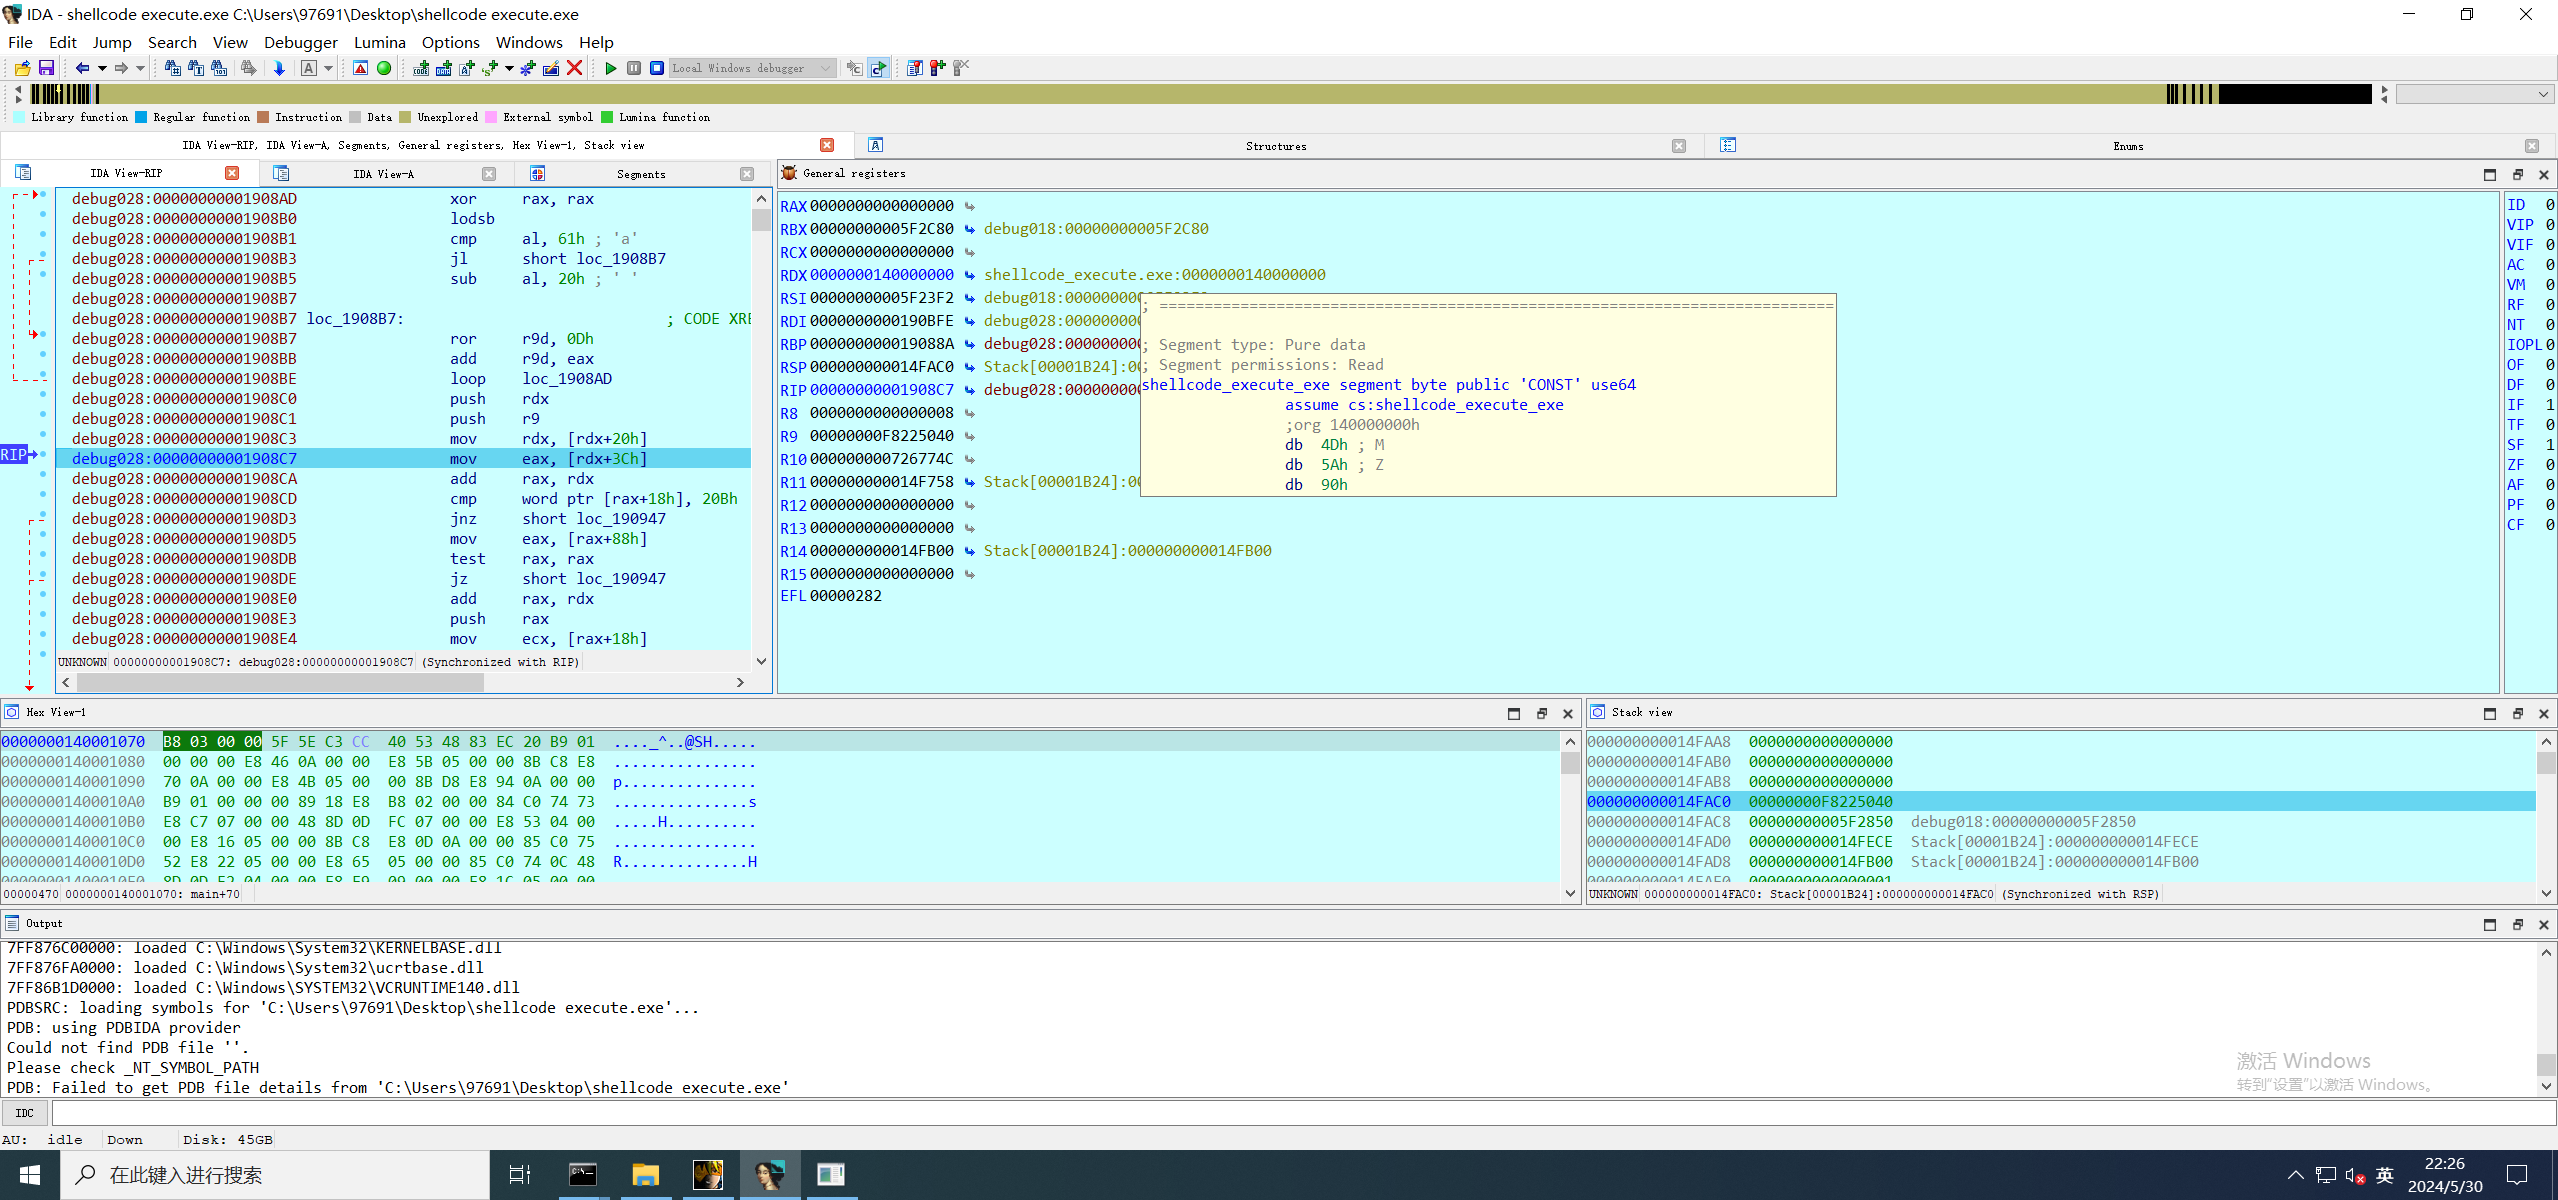 IDA - shellcode execute.exe C:\Users\97691\Desktop\shellcode execute.exe
File Edit Jump Search View Debugger Lumina Options Windows Help
Local Windows debugger
Library function Regular function Instruction Data Unexplored External symbol Lumina function
IDA View-RIP, IDA View-A, Segments, General registers, Hex View-1, Stack view
Structures
Enums
IDA View-RIP
IDA View-A
Segments
debug028:00000000001908AD xor rax, rax
debug028:00000000001908B0 lodsb
debug028:00000000001908B1 cmp al, 61h ; 'a'
debug028:00000000001908B3 jl short loc_1908B7
debug028:00000000001908B5 sub al, 20h ; ' '
debug028:00000000001908B7
debug028:00000000001908B7 loc_1908B7: ; CODE XRE
debug028:00000000001908B7 ror r9d, 0Dh
debug028:00000000001908BB add r9d, eax
debug028:00000000001908BE loop loc_1908AD
debug028:00000000001908C0 push rdx
debug028:00000000001908C1 push r9
debug028:00000000001908C3 mov rdx, [rdx+20h]
RIP debug028:00000000001908C7 mov eax, [rdx+3Ch]
debug028:00000000001908CA add rax, rdx
debug028:00000000001908CD cmp word ptr [rax+18h], 20Bh
debug028:00000000001908D3 jnz short loc_190947
debug028:00000000001908D5 mov eax, [rax+88h]
debug028:00000000001908DB test rax, rax
debug028:00000000001908DE jz short loc_190947
debug028:00000000001908E0 add rax, rdx
debug028:00000000001908E3 push rax
debug028:00000000001908E4 mov ecx, [rax+18h]
UNKNOWN 00000000001908C7: debug028:00000000001908C7 (Synchronized with RIP)
General registers
RAX 0000000000000000
RBX 00000000005F2C80 debug018:00000000005F2C80
RCX 0000000000000000
RDX 0000000140000000 shellcode_execute.exe:0000000140000000
RSI 00000000005F23F2
RDI 0000000000190BFE debug028:0000000
RBP 000000000019088A debug028:0000000
RSP 000000000014FAC0 Stack[00001B24]:0
RIP 00000000001908C7 debug028:0000000
R8 0000000000000008
R9 00000000F8225040
R10 000000000726774C
R11 000000000014F758 Stack[00001B24]:0
R12 0000000000000000
R13 0000000000000000
R14 000000000014FB00 Stack[00001B24]:000000000014FB00
R15 0000000000000000
EFL 00000282
; ===========================================================================
; Segment type: Pure data
; Segment permissions: Read
shellcode_execute_exe segment byte public 'CONST' use64
assume cs:shellcode_execute_exe
;org 140000000h
db 4Dh ; M
db 5Ah ; Z
db 90h
ID 0
VIP 0
VIF 0
AC 0
VM 0
RF 0
NT 0
IOPL 0
OF 0
DF 0
IF 1
TF 0
SF 1
ZF 0
AF 0
PF 0
CF 0
Hex View-1
0000000140001070 B8 03 00 00 5F 5E C3 CC 40 53 48 83 EC 20 B9 01 ...._^..@SH.....
0000000140001080 00 00 00 E8 46 0A 00 00 E8 5B 05 00 00 8B C8 E8 ................
0000000140001090 70 0A 00 00 E8 4B 05 00 00 8B D8 E8 94 0A 00 00 p...............
00000001400010A0 B9 01 00 00 00 89 18 E8 B8 02 00 00 84 C0 74 73 ...............s
00000001400010B0 E8 C7 07 00 00 48 8D 0D FC 07 00 00 E8 53 04 00 .....H..........
00000001400010C0 00 E8 16 05 00 00 8B C8 E8 0D 0A 00 00 85 C0 75 ................
00000001400010D0 52 E8 22 05 00 00 E8 65 05 00 00 85 C0 74 0C 48 R..............H
00000470 0000000140001070: main+70
Stack view
000000000014FAA8 0000000000000000
000000000014FAB0 0000000000000000
000000000014FAB8 0000000000000000
000000000014FAC0 00000000F8225040
000000000014FAC8 00000000005F2850 debug018:00000000005F2850
000000000014FAD0 000000000014FECE Stack[00001B24]:000000000014FECE
000000000014FAD8 000000000014FB00 Stack[00001B24]:000000000014FB00
UNKNOWN 000000000014FAC0: Stack[00001B24]:000000000014FAC0 (Synchronized with RSP)
Output
7FF876C00000: loaded C:\Windows\System32\KERNELBASE.dll
7FF876FA0000: loaded C:\Windows\System32\ucrtbase.dll
7FF86B1D0000: loaded C:\Windows\SYSTEM32\VCRUNTIME140.dll
PDBSRC: loading symbols for 'C:\Users\97691\Desktop\shellcode execute.exe'...
PDB: using PDBIDA provider
Could not find PDB file ''.
Please check _NT_SYMBOL_PATH
PDB: Failed to get PDB file details from 'C:\Users\97691\Desktop\shellcode execute.exe'
激活 Windows
转到“设置”以激活 Windows。
IDC
AU: idle Down Disk: 45GB
在此键入进行搜索
英
22:26
2024/5/30